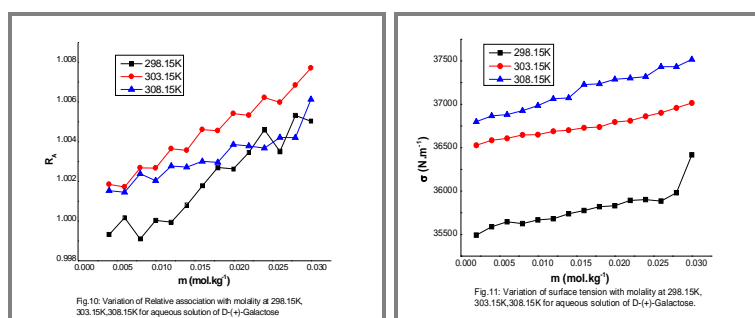 1.008
1.006
1.004
1.002
1.000
0.998
R_A
298.15K
303.15K
308.15K
0.000 0.005 0.010 0.015 0.020 0.025 0.030
m (mol.kg⁻¹)
Fig.10: Variation of Relative association with molality at 298.15K,
303.15K,308.15K for aqueous solution of D-(+)-Galactose
37500
37000
36500
36000
35500
σ (N.m⁻¹)
298.15K
303.15K
308.15K
0.000 0.005 0.010 0.015 0.020 0.025 0.030
m (mol.kg⁻¹)
Fig.11: Variation of surface tension with molality at 298.15K,
303.15K,308.15K for aqueous solution of D-(+)-Galactose.